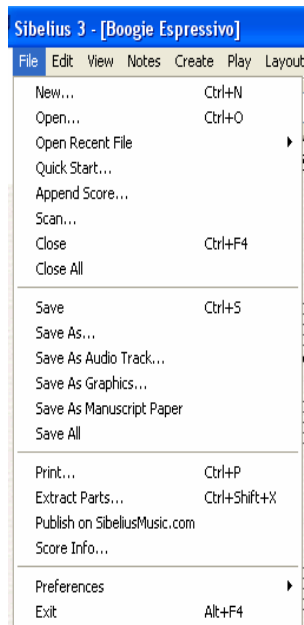 Sibelius 3 - [Boogie Espressivo]
File Edit View Notes Create Play Layout
New... Ctrl+N
Open... Ctrl+O
Open Recent File
Quick Start...
Append Score...
Scan...
Close Ctrl+F4
Close All
Save Ctrl+S
Save As...
Save As Audio Track...
Save As Graphics...
Save As Manuscript Paper
Save All
Print... Ctrl+P
Extract Parts... Ctrl+Shift+X
Publish on SibeliusMusic.com
Score Info...
Preferences
Exit Alt+F4